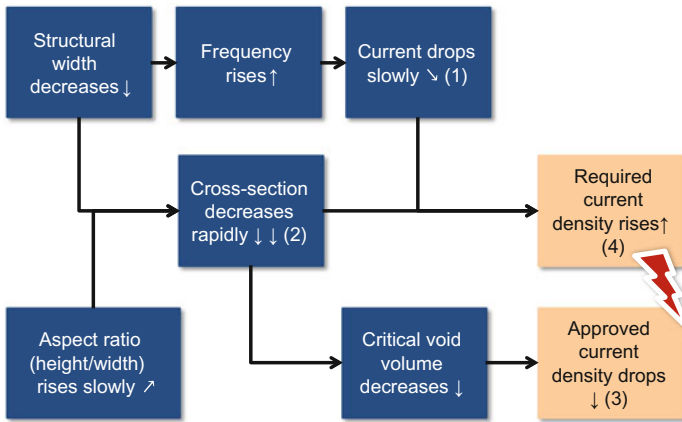 Structural
width
decreases ↓
Frequency
rises ↑
Current drops
slowly ↘ (1)
Cross-section
decreases
rapidly ↓ ↓ (2)
Required
current
density rises↑
(4)
Aspect ratio
(height/width)
rises slowly ↗
Critical void
volume
decreases ↓
Approved
current
density drops
↓ (3)